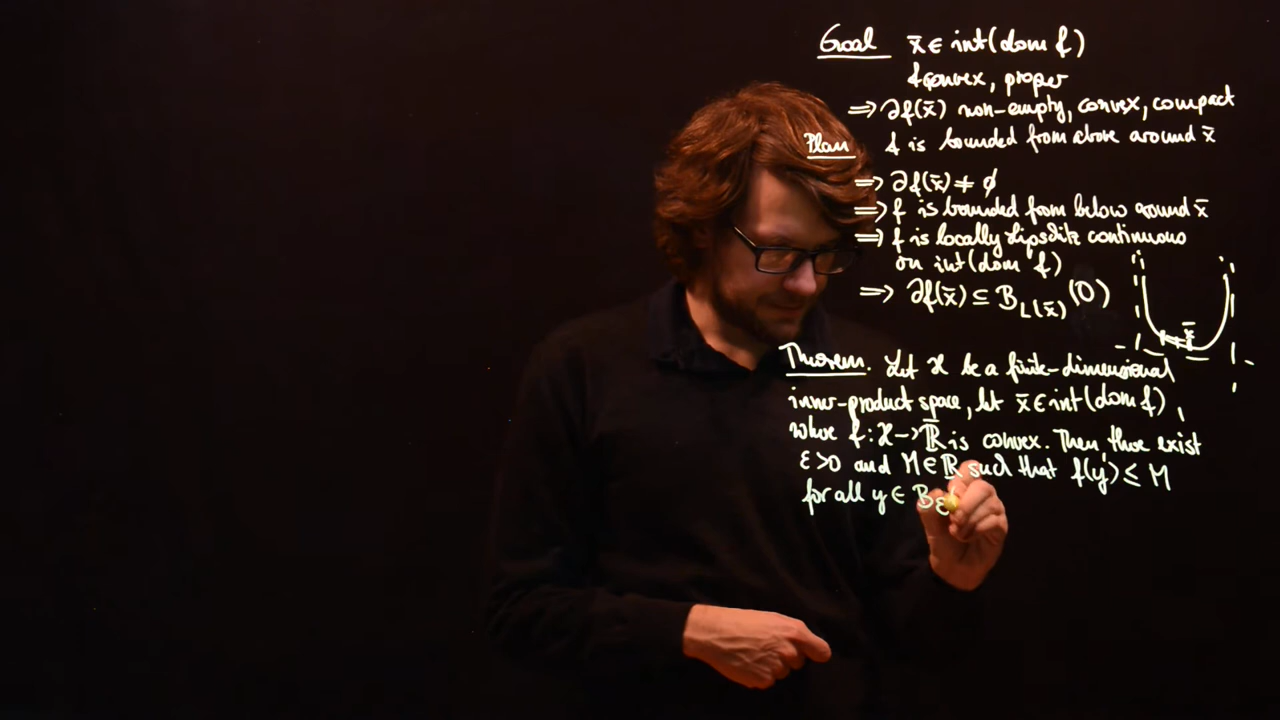 Goal x̄ ∈ int(dom f)
f convex, proper
⇒ ∂f(x̄) non-empty, convex, compact
Plan f is bounded from above around x̄
⇒ ∂f(x̄) ≠ ∅
⇒ f is bounded from below around x̄
⇒ f is locally Lipsditz continuous
on int(dom f)
⇒ ∂f(x̄) ⊆ B_L(x̄)(0)
x̄
Theorem. Let ℋ be a finite-dimensional
inner-product space, let x̄ ∈ int(dom f),
where f: ℋ → ℝ̄ is convex. Then there exist
ε > 0 and M ∈ ℝ such that f(y) ≤ M
for all y ∈ B_ε(